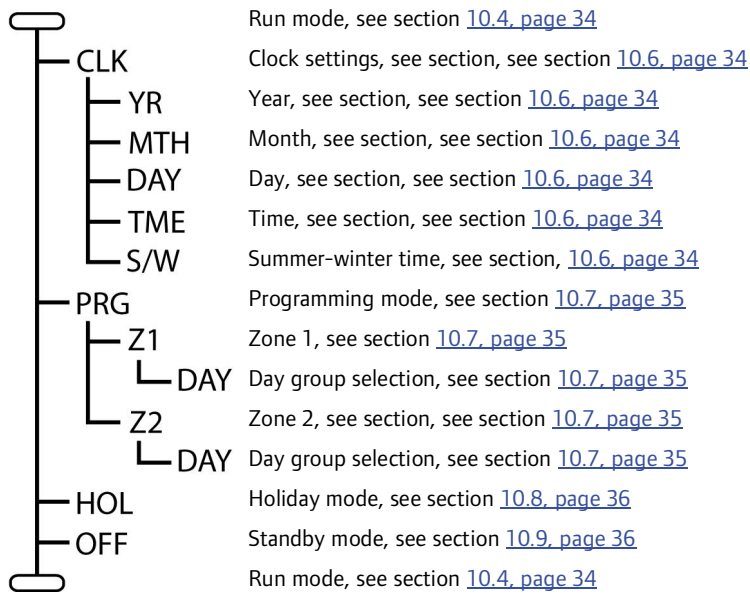 Run mode, see section 10.4, page 34
CLK Clock settings, see section, see section 10.6, page 34
YR Year, see section, see section 10.6, page 34
MTH Month, see section, see section 10.6, page 34
DAY Day, see section, see section 10.6, page 34
TME Time, see section, see section 10.6, page 34
S/W Summer-winter time, see section, 10.6, page 34
PRG Programming mode, see section 10.7, page 35
Z1 Zone 1, see section 10.7, page 35
DAY Day group selection, see section 10.7, page 35
Z2 Zone 2, see section, see section 10.7, page 35
DAY Day group selection, see section 10.7, page 35
HOL Holiday mode, see section 10.8, page 36
OFF Standby mode, see section 10.9, page 36
Run mode, see section 10.4, page 34